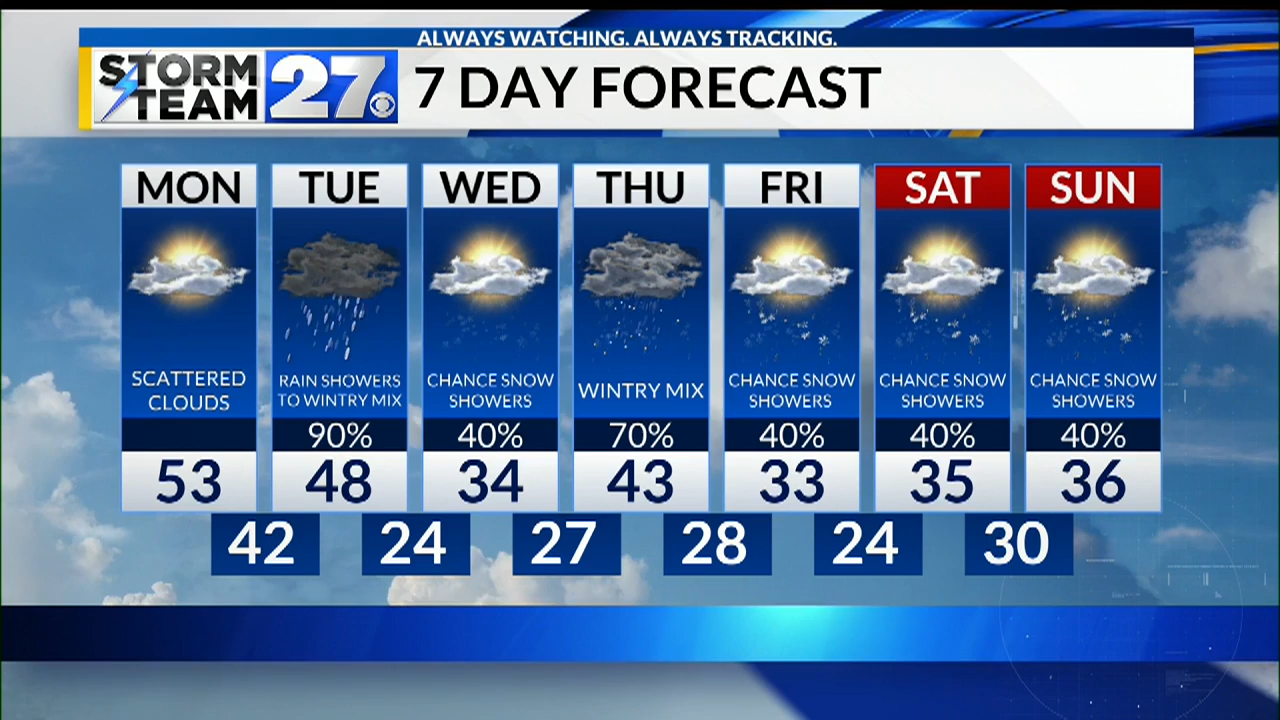 ALWAYS WATCHING. ALWAYS TRACKING.
STORM
TEAM
27
7 DAY FORECAST
MON
TUE
WED
THU
FRI
SAT
SUN
SCATTERED
CLOUDS
RAIN SHOWERS
TO WINTRY MIX
CHANCE SNOW
SHOWERS
WINTRY MIX
CHANCE SNOW
SHOWERS
CHANCE SNOW
SHOWERS
CHANCE SNOW
SHOWERS
90%
40%
70%
40%
40%
40%
53
48
34
43
33
35
36
42
24
27
28
24
30